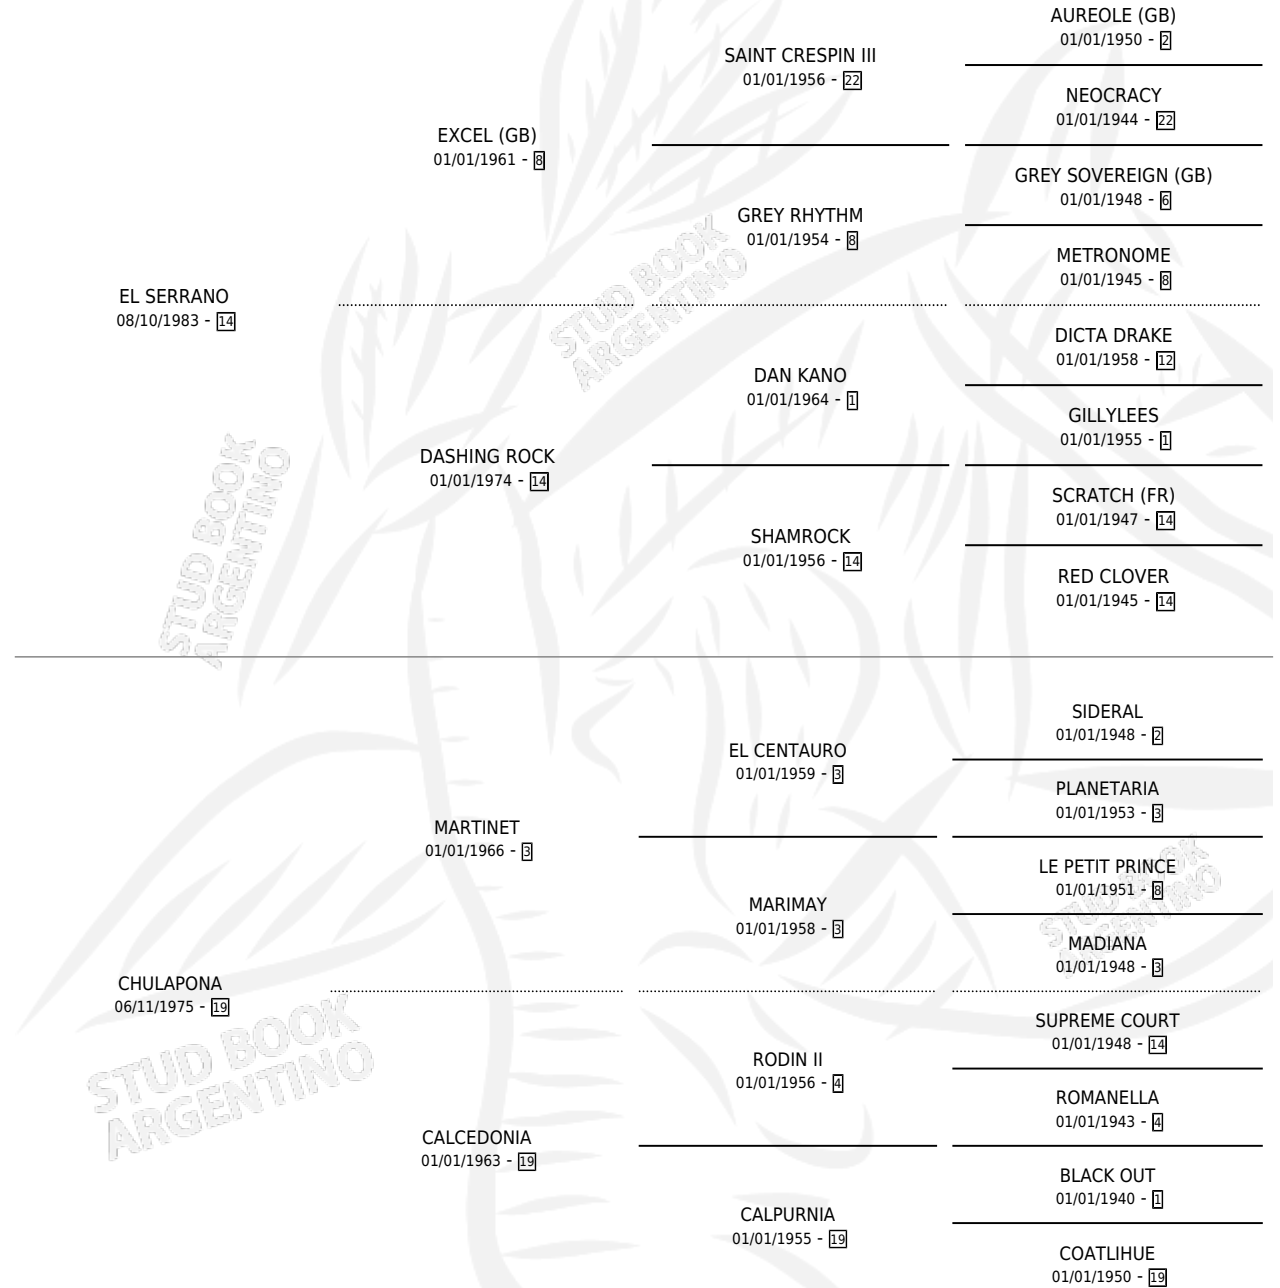 AUREOLE (GB)
01/01/1950 - 2
SAINT CRESPIN III
01/01/1956 - 22
NEOCRACY
01/01/1944 - 22
EXCEL (GB)
01/01/1961 - 8
GREY SOVEREIGN (GB)
01/01/1948 - 6
GREY RHYTHM
01/01/1954 - 8
METRONOME
01/01/1945 - 8
EL SERRANO
08/10/1983 - 14
DICTA DRAKE
01/01/1958 - 12
DAN KANO
01/01/1964 - 1
GILLYLEES
01/01/1955 - 1
DASHING ROCK
01/01/1974 - 14
SCRATCH (FR)
01/01/1947 - 14
SHAMROCK
01/01/1956 - 14
RED CLOVER
01/01/1945 - 14
SIDERAL
01/01/1948 - 2
EL CENTAURO
01/01/1959 - 3
PLANETARIA
01/01/1953 - 3
MARTINET
01/01/1966 - 3
LE PETIT PRINCE
01/01/1951 - 8
MARIMAY
01/01/1958 - 3
MADIANA
01/01/1948 - 3
CHULAPONA
06/11/1975 - 19
SUPREME COURT
01/01/1948 - 14
RODIN II
01/01/1956 - 4
ROMANELLA
01/01/1943 - 4
CALCEDONIA
01/01/1963 - 19
BLACK OUT
01/01/1940 - 1
CALPURNIA
01/01/1955 - 19
COATLIHUE
01/01/1950 - 19
STUD BOOK
ARGENTINO
STUD BOOK
ARGENTINO
STUD BOOK
ARGENTINO
STUD BOOK
ARGENTINO